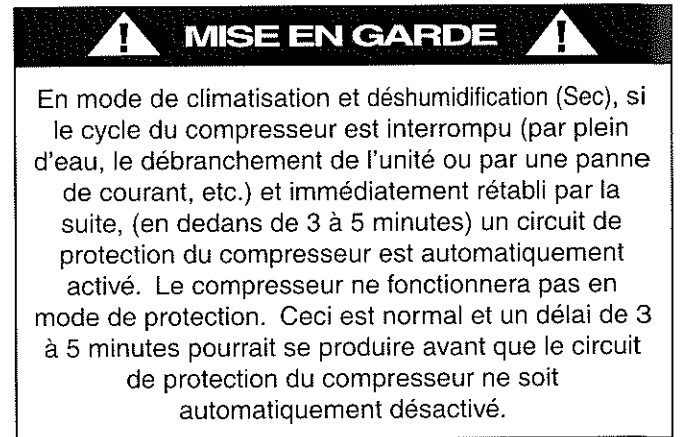 MISE EN GARDE
En mode de climatisation et déshumidification (Sec), si
le cycle du compresseur est interrompu (par plein
d'eau, le débranchement de l'unité ou par une panne
de courant, etc.) et immédiatement rétabli par la
suite, (en dedans de 3 à 5 minutes) un circuit de
protection du compresseur est automatiquement
activé. Le compresseur ne fonctionnera pas en
mode de protection. Ceci est normal et un délai de 3
à 5 minutes pourrait se produire avant que le circuit
de protection du compresseur ne soit
automatiquement désactivé.